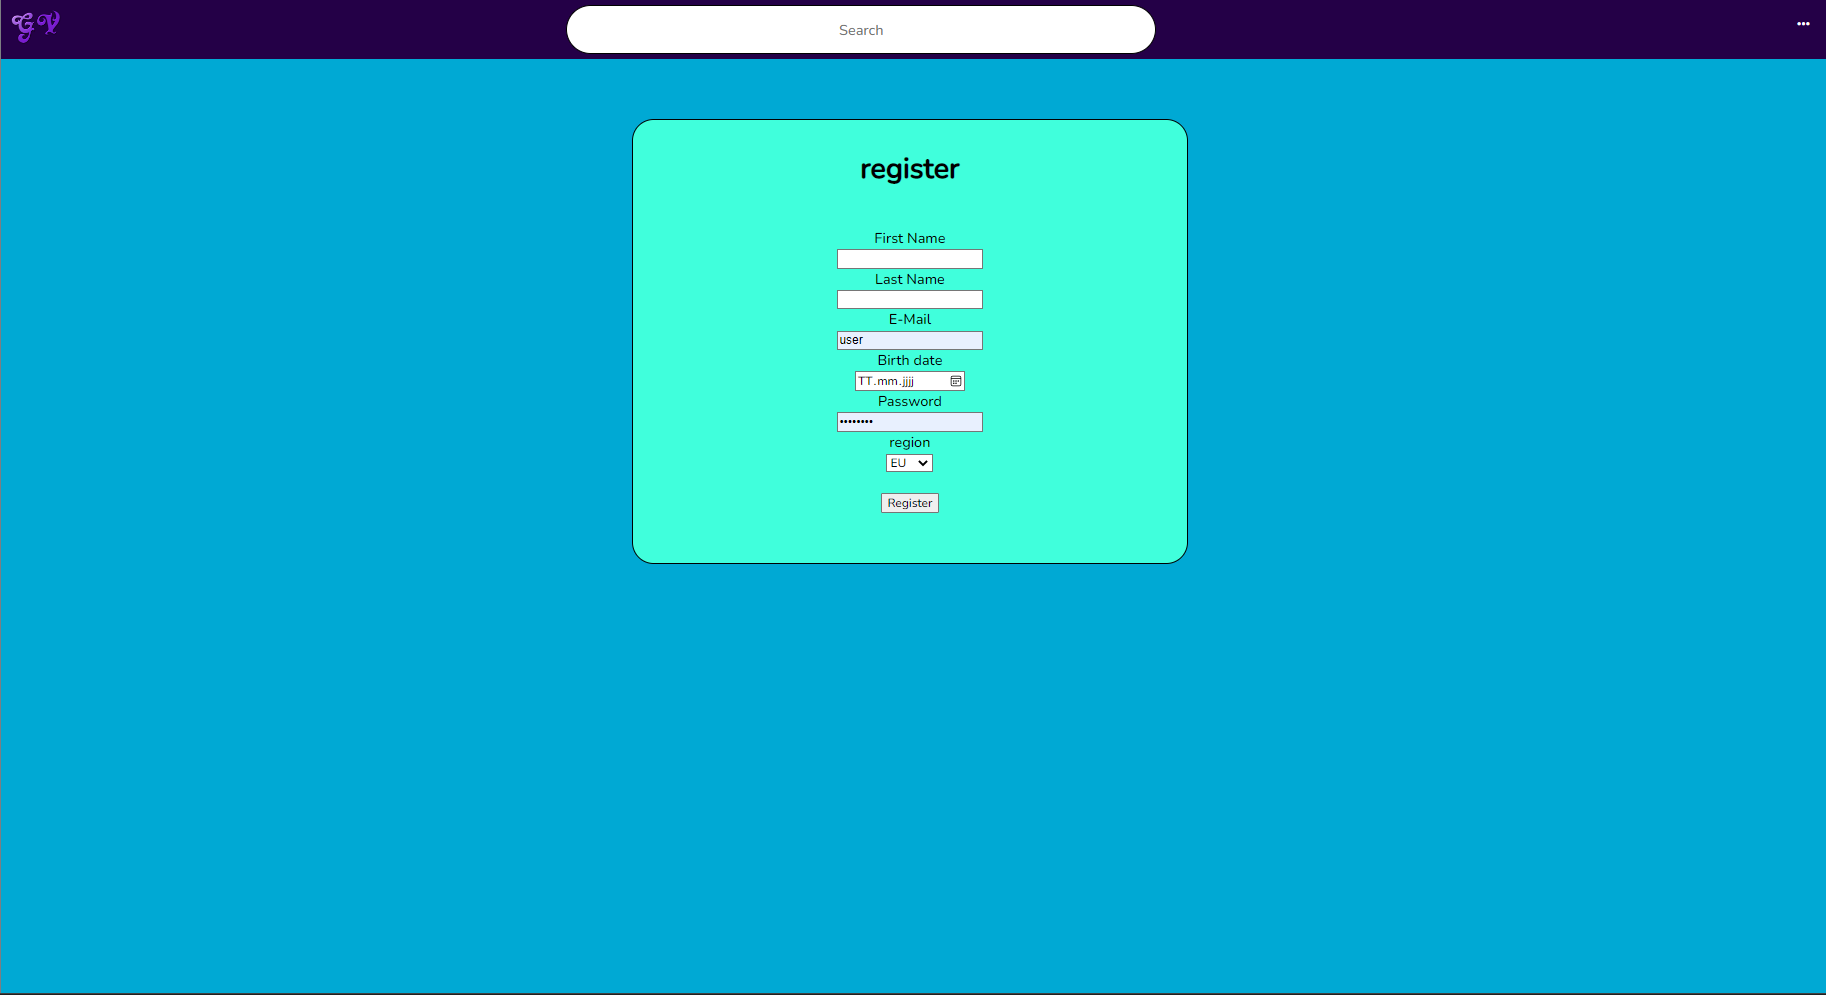 GV
Search
•••
register
First Name
Last Name
E-Mail
user
Birth date
TT.mm.jjjj
Password
••••••••
region
EU
Register